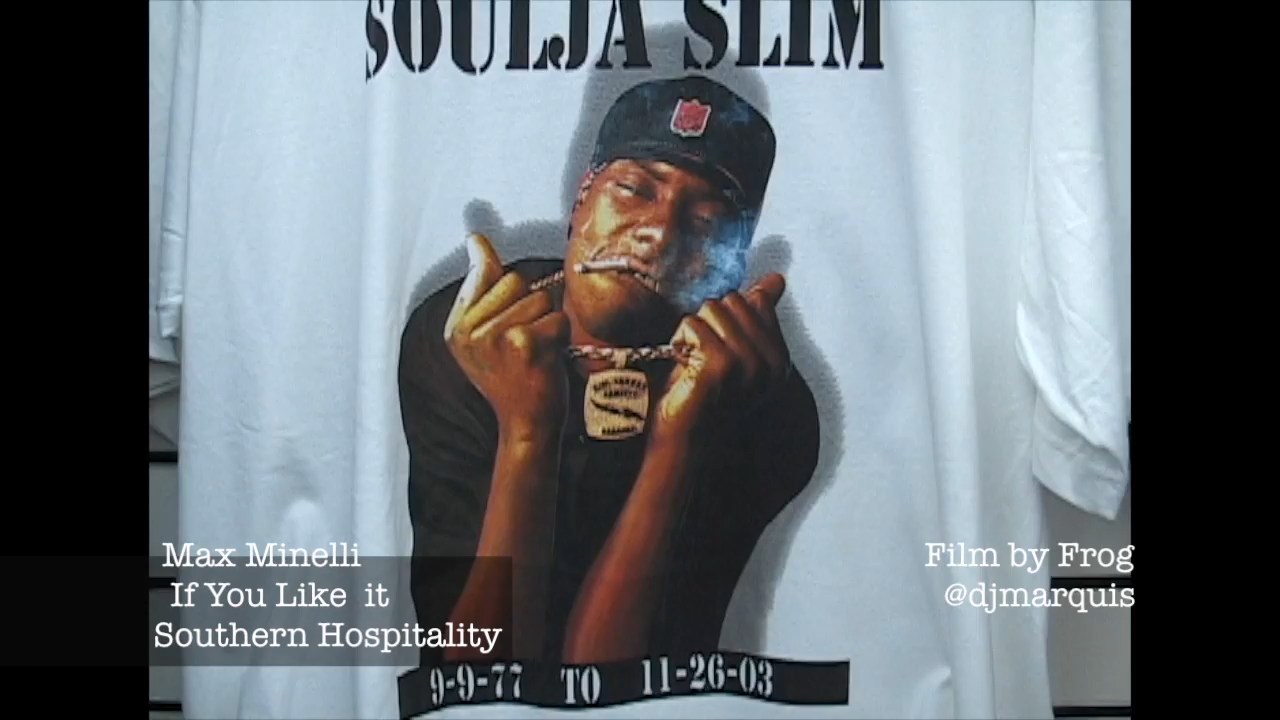 SOULJA SLIM
Max Minelli
If You Like it
Southern Hospitality
Film by Frog
@djmarquis
9-9-77 TO 11-26-03